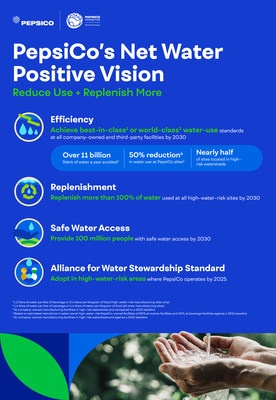 PEPSICO
PEPSICO
PepsiCo's Net Water
Positive Vision
Reduce Use + Replenish More
Efficiency
Achieve best-in-class¹ or world-class² water-use standards
at all company-owned and third-party facilities by 2030
Over 11 billion
liters of water a year avoided³
50% reduction⁴
in water use at PepsiCo sites⁵
Nearly half
of sites located in high-
risk watersheds
Replenishment
Replenish more than 100% of water used at all high-water-risk sites by 2030
Safe Water Access
Provide 100 million people with safe water access by 2030
Alliance for Water Stewardship Standard
Adopt in high-water-risk areas where PepsiCo operates by 2025